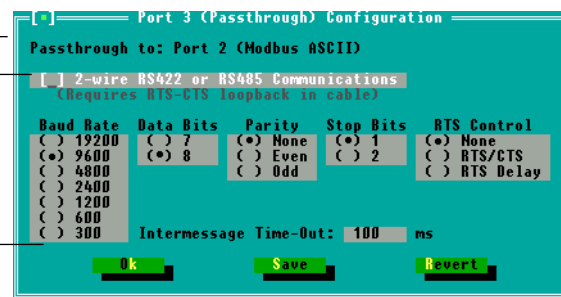 [▪] Port 3 (Passthrough) Configuration
Passthrough to: Port 2 (Modbus ASCII)
[_] 2-wire RS422 or RS485 Communications
(Requires RTS-CTS loopback in cable)
Baud Rate Data Bits Parity Stop Bits RTS Control
( ) 19200 ( ) 7 (•) None (•) 1 (•) None
(•) 9600 (•) 8 ( ) Even ( ) 2 ( ) RTS/CTS
( ) 4800 ( ) Odd ( ) RTS Delay
( ) 2400
( ) 1200
( ) 600
( ) 300 Intermessage Time-Out: 100 ms
Ok Save Revert